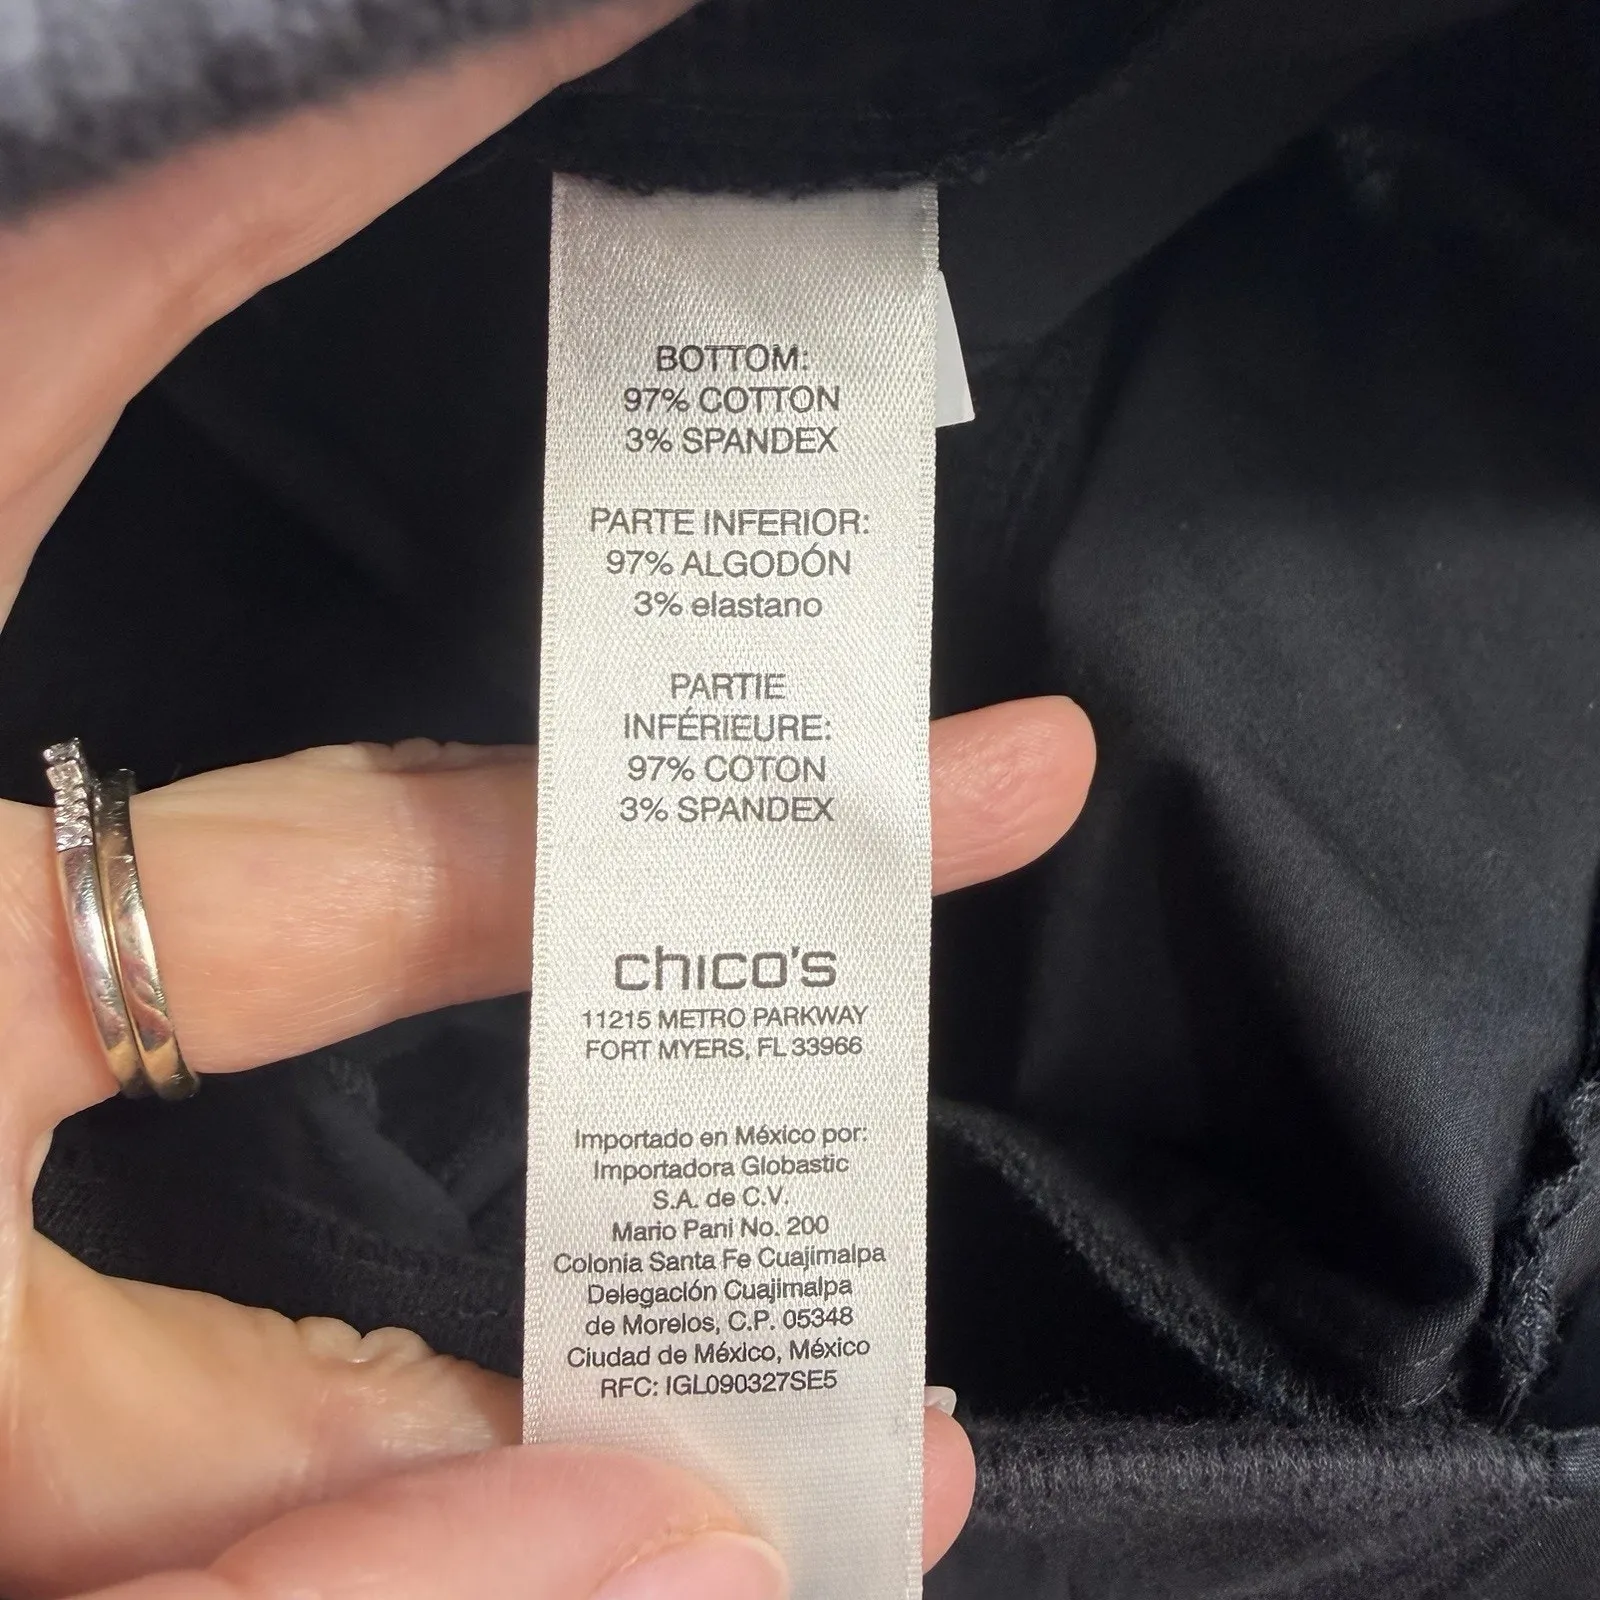 BOTTOM:
97% COTTON
3% SPANDEX
PARTE INFERIOR:
97% ALGODÓN
3% elastano
PARTIE
INFÉRIEURE:
97% COTON
3% SPANDEX
chico's
11215 METRO PARKWAY
FORT MYERS, FL 33966
Importado en México por:
Importadora Globastic
S.A. de C.V.
Mario Pani No. 200
Colonia Santa Fe Cuajimalpa
Delegación Cuajimalpa
de Morelos, C.P. 05348
Ciudad de México, México
RFC: IGL090327SE5